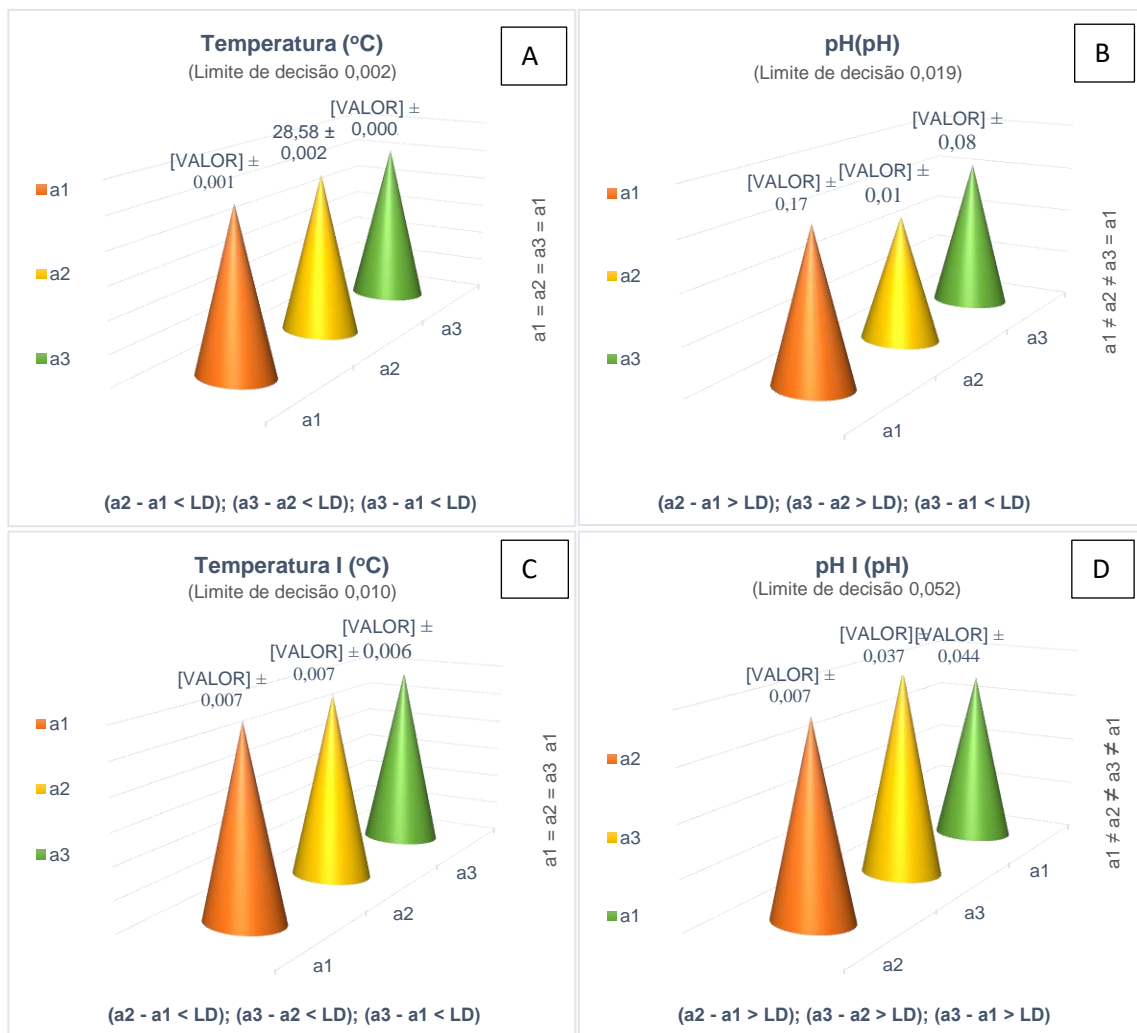 Temperatura (ºC)
(Limite de decisão 0,002)
A
[VALOR] ±
0,001
28,58 ±
0,002
[VALOR] ±
0,000
a1
a2
a3
a1
a2
a3
a1 = a2 = a3 = a1
(a2 - a1 < LD); (a3 - a2 < LD); (a3 - a1 < LD)
pH(pH)
(Limite de decisão 0,019)
B
[VALOR] ±
0,17
[VALOR] ±
0,01
[VALOR] ±
0,08
a1
a2
a3
a1
a2
a3
a1 ≠ a2 ≠ a3 = a1
(a2 - a1 > LD); (a3 - a2 > LD); (a3 - a1 < LD)
Temperatura I (ºC)
(Limite de decisão 0,010)
C
[VALOR] ±
0,007
[VALOR] ±
0,007
[VALOR] ±
0,006
a1
a2
a3
a1
a2
a3
a1 = a2 = a3 a1
(a2 - a1 < LD); (a3 - a2 < LD); (a3 - a1 < LD)
pH I (pH)
(Limite de decisão 0,052)
D
[VALOR] ±
0,007
[VALOR] ±
0,037
[VALOR] ±
0,044
a2
a3
a1
a2
a3
a1
a1 ≠ a2 ≠ a3 ≠ a1
(a2 - a1 > LD); (a3 - a2 > LD); (a3 - a1 > LD)